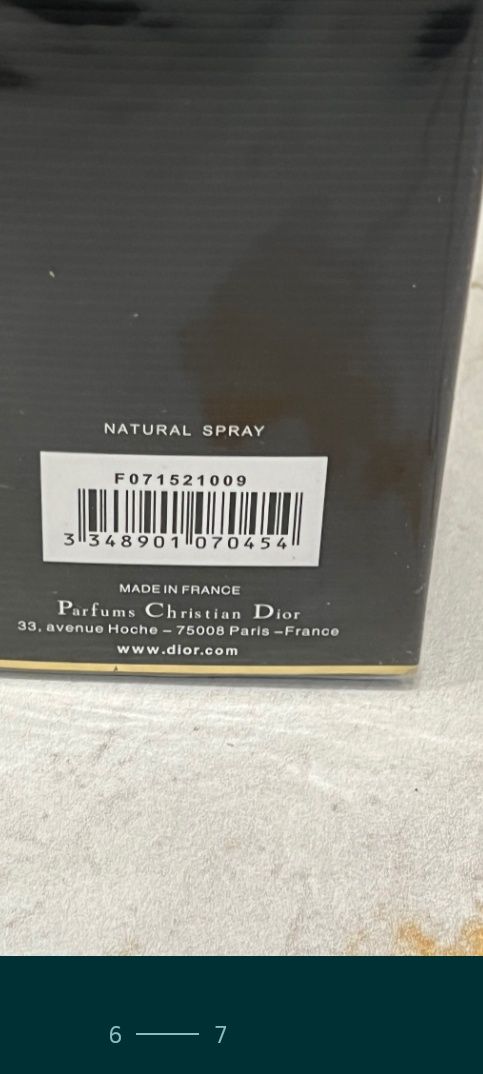 NATURAL SPRAY
F071521009
3 348901 070454
MADE IN FRANCE
Parfums Christian Dior
33, avenue Hoche – 75008 Paris –France
www.dior.com
6 — 7